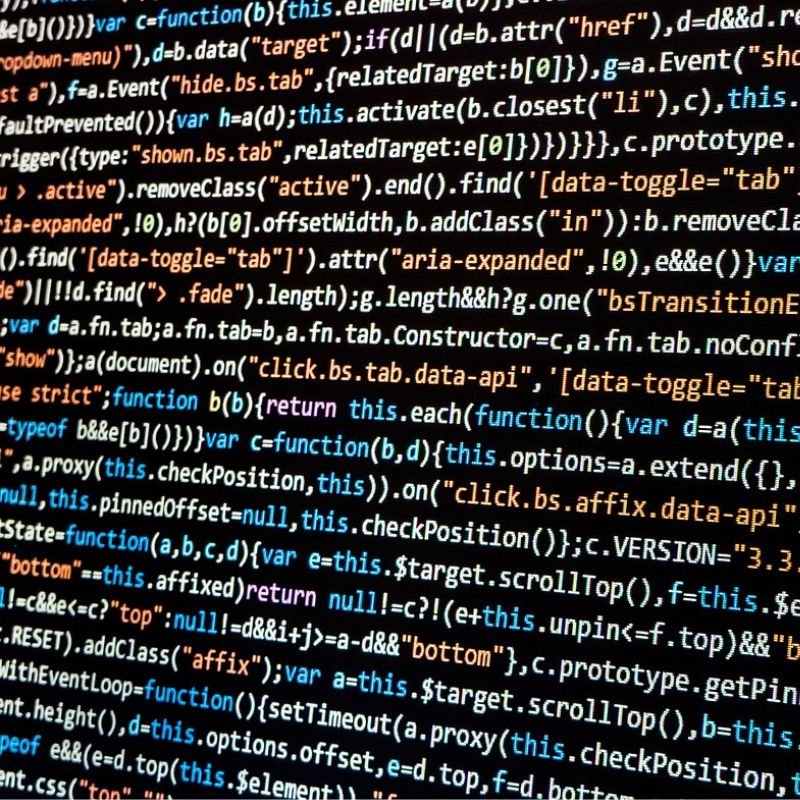 &e[b]()})}var c=function(b){this.element=a(b)};
ropdown-menu)"),d=b.data("target");if(d||(d=b.attr("href"),d=d&&d.re
st a"),f=a.Event("hide.bs.tab",{relatedTarget:b[0]}),g=a.Event("sho
faultPrevented()){var h=a(d);this.activate(b.closest("li"),c),this.
rigger({type:"shown.bs.tab",relatedTarget:e[0]})})}}},c.prototype.
u > .active").removeClass("active").end().find('[data-toggle="tab"]
ria-expanded",!0),h?(b[0].offsetWidth,b.addClass("in")):b.removeCla
().find('[data-toggle="tab"]').attr("aria-expanded",!0),e&&e()}var
de")||!!d.find("> .fade").length);g.length&&h?g.one("bsTransitionE
;var d=a.fn.tab;a.fn.tab=b,a.fn.tab.Constructor=c,a.fn.tab.noConfl
"show")};a(document).on("click.bs.tab.data-api",'[data-toggle="tab
se strict";function b(b){return this.each(function(){var d=a(this
=typeof b&&e[b]()})}var c=function(b,d){this.options=a.extend({},
",a.proxy(this.checkPosition,this)).on("click.bs.affix.data-api"
null,this.pinnedOffset=null,this.checkPosition()};c.VERSION="3.3.
tState=function(a,b,c,d){var e=this.$target.scrollTop(),f=this.$e
"bottom"==this.affixed)return null!=c?!(e+this.unpin<=f.top)&&"b
l!=c&&e<=c?"top":null!=d&&i+j>=a-d&&"bottom"},c.prototype.getPin
.RESET).addClass("affix");var a=this.$target.scrollTop(),b=this.
WithEventLoop=function(){setTimeout(a.proxy(this.checkPosition,t
ent.height(),d=this.options.offset,e=d.top,f=d.bottom
peof e&&(e=d.top(this.$element)),"f
ent.css("top",""